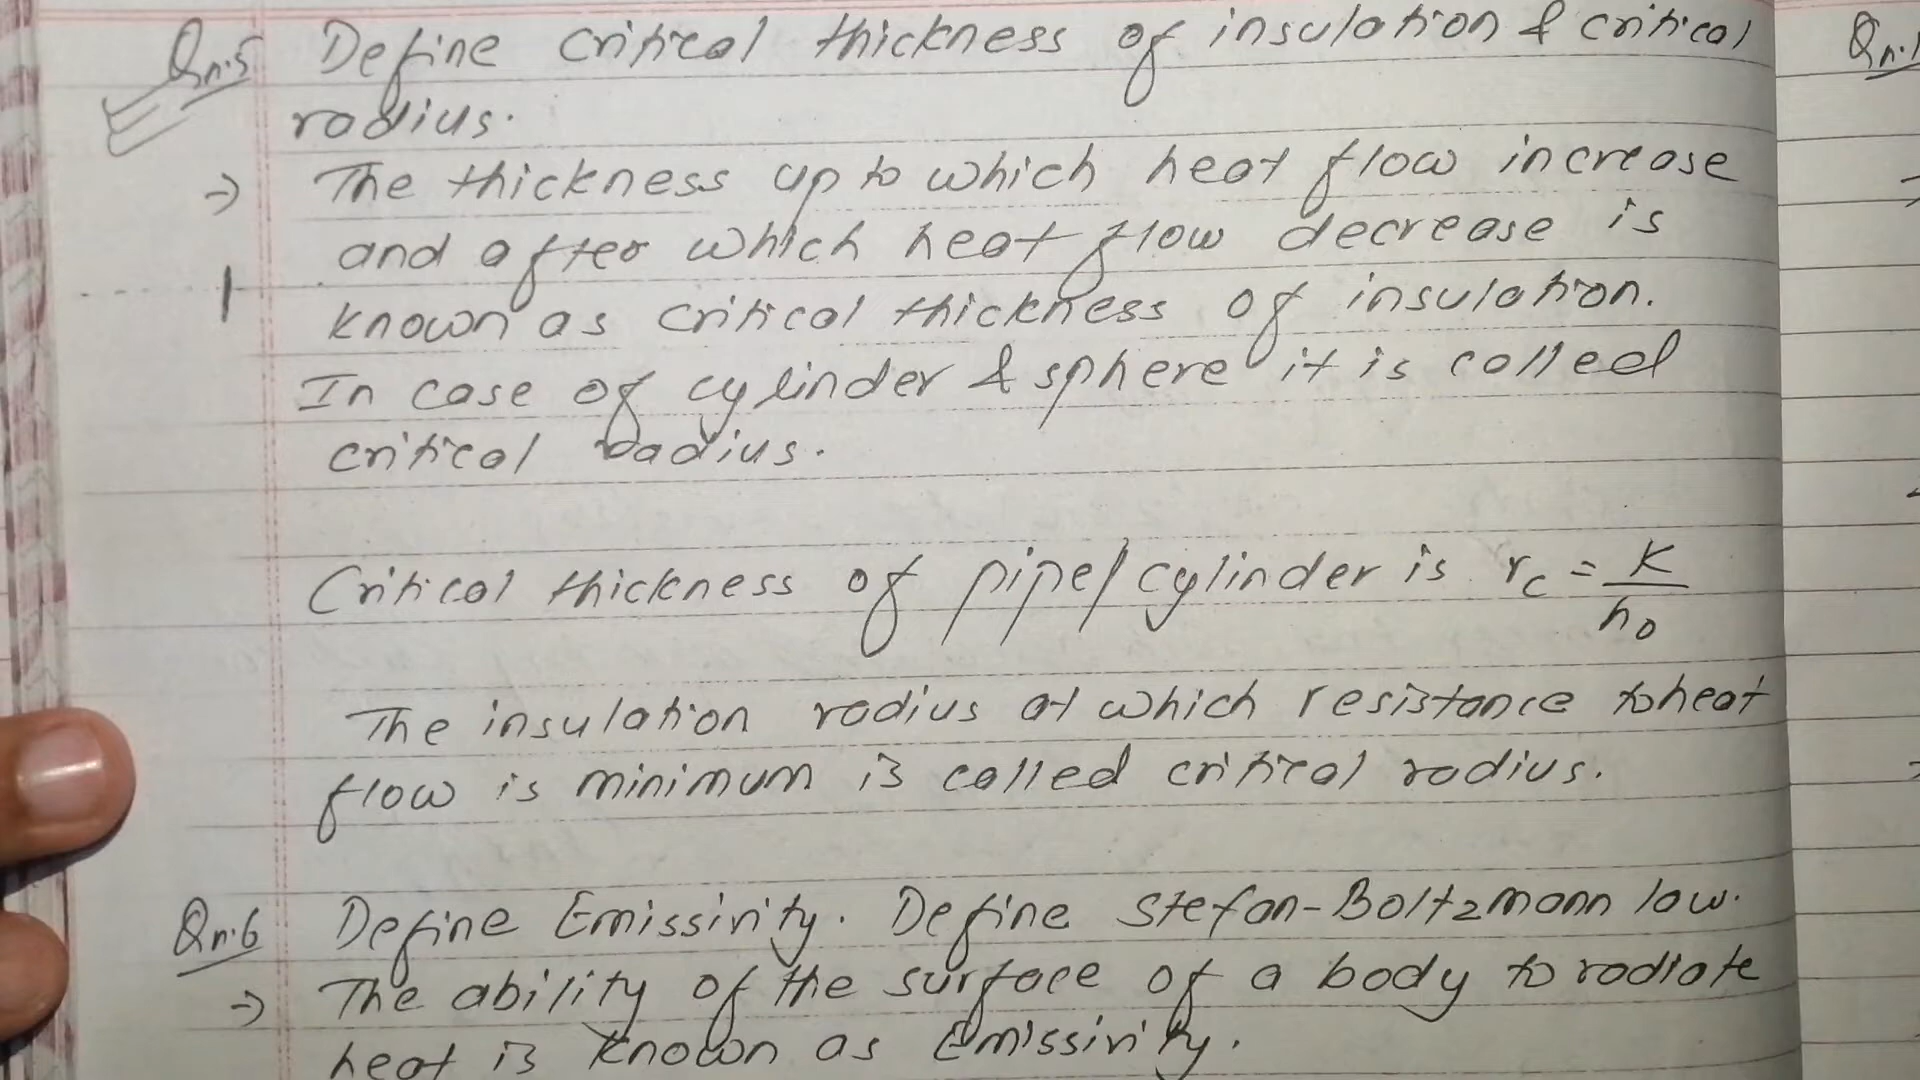 Qn.5 Define critical thickness of insulation & critical
radius.
→ The thickness up to which heat flow increase
and after which heat flow decrease is
known as critical thickness of insulation.
In case of cylinder & sphere it is called
critical radius.
Critical thickness of pipe/cylinder is rc = K/h0
The insulation radius at which resistance to heat
flow is minimum is called critical radius.
Qn.6 Define Emissivity. Define Stefan-Boltzmann law.
→ The ability of the surface of a body to radiate
heat is known as Emissivity.
Qn.